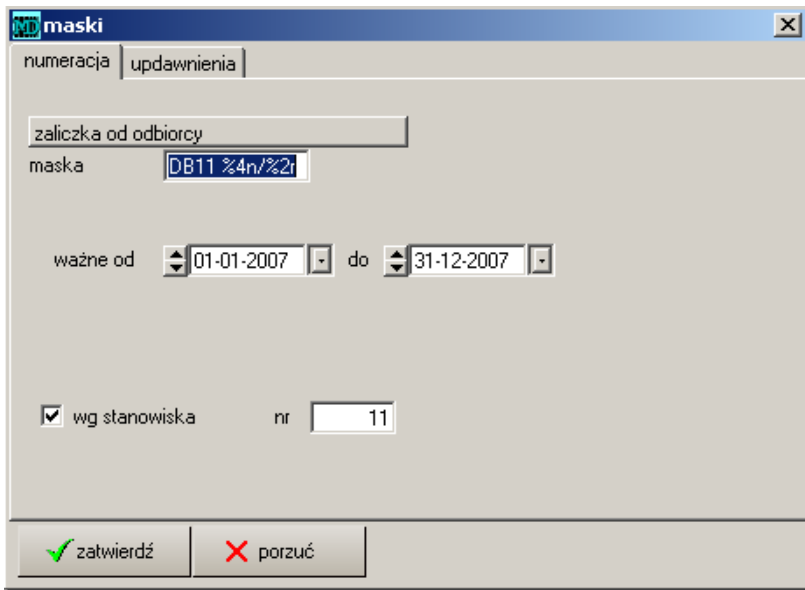 MD maski
numeracja updawnienia
zaliczka od odbiorcy
maska DB11 %4n/%2r
ważne od 01-01-2007 do 31-12-2007
wg stanowiska nr 11
zatwierdź porzuć